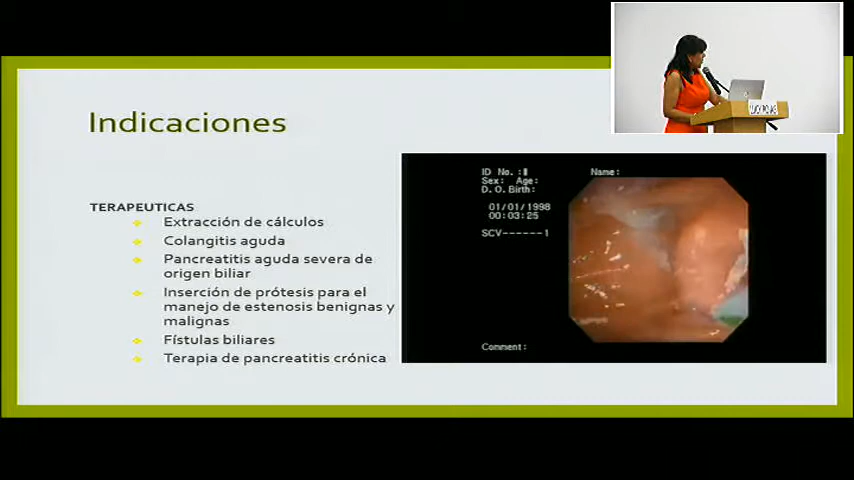 Indicaciones
TERAPEUTICAS
Extracción de cálculos
Colangitis aguda
Pancreatitis aguda severa de
origen biliar
Inserción de prótesis para el
manejo de estenosis benignas y
malignas
Fístulas biliares
Terapia de pancreatitis crónica
ID No. :
Name:
Sex: Age:
D. O. Birth:
01/01/1998
00:03:25
SCV------1
Comment: